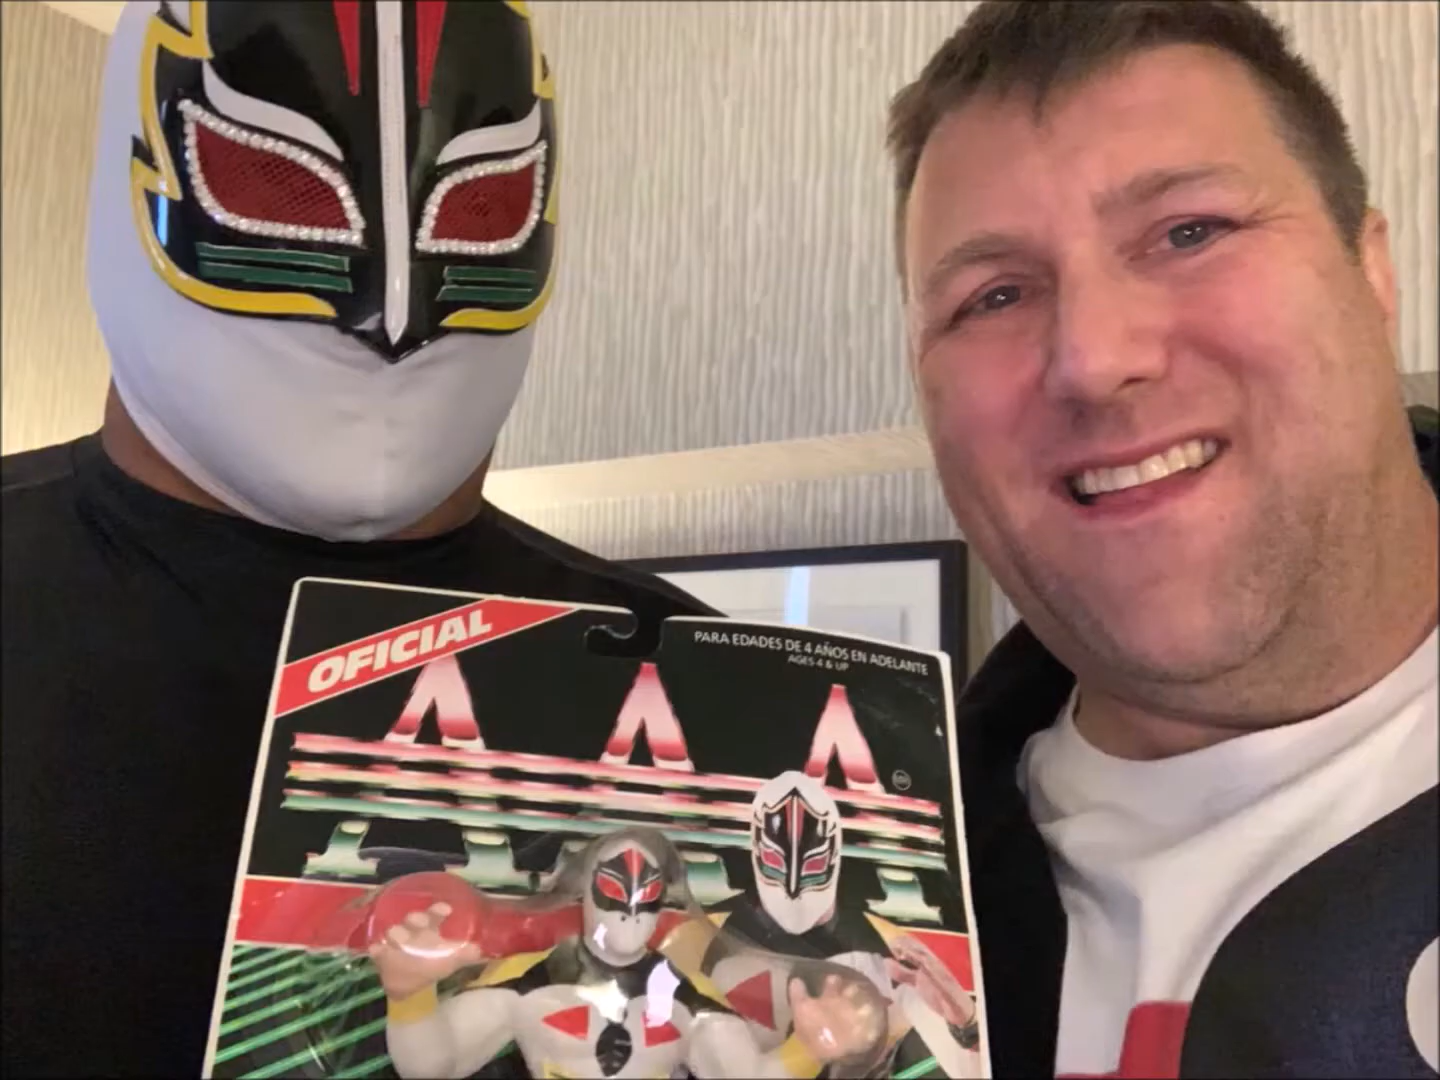 OFICIAL
PARA EDADES DE 4 AÑOS EN ADELANTE
AGES 4 & UP
AAA